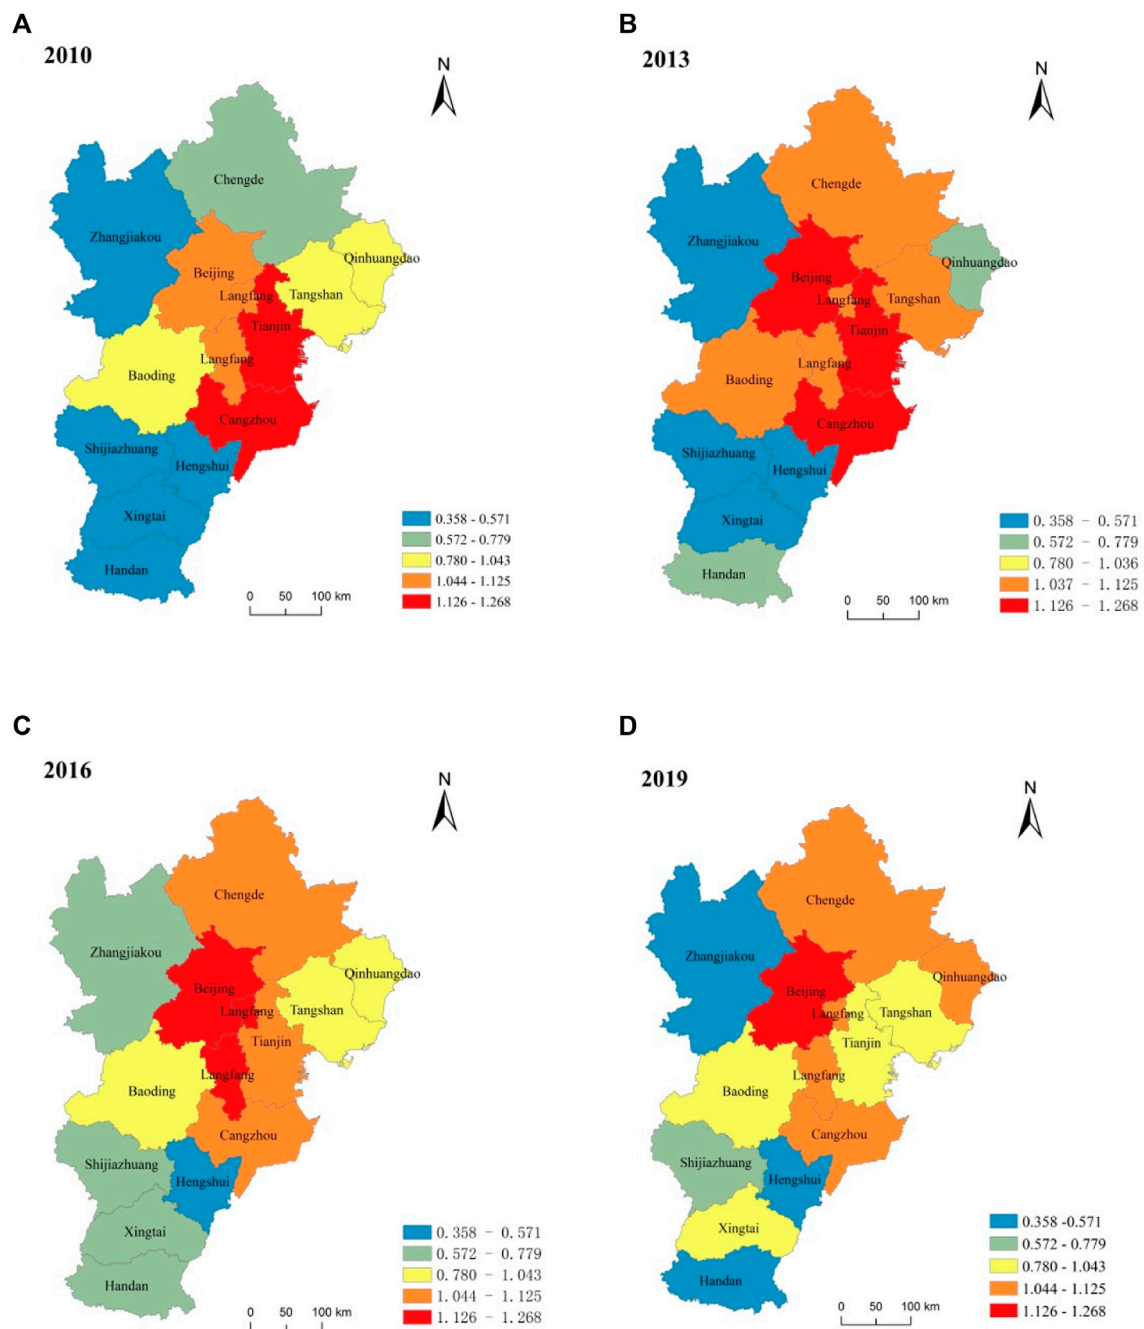 A
2010
N
Chengde
Zhangjiakou
Qinhuangdao
Beijing
Langfang
Tangshan
Tianjin
Langfang
Baoding
Cangzhou
Shijiazhuang
Hengshui
Xingtai
Handan
0.358 - 0.571
0.572 - 0.779
0.780 - 1.043
1.044 - 1.125
1.126 - 1.268
0 50 100 km
B
2013
N
Chengde
Zhangjiakou
Qinhuangdao
Beijing
Langfang
Tangshan
Tianjin
Langfang
Baoding
Cangzhou
Shijiazhuang
Hengshui
Xingtai
Handan
0. 358 - 0. 571
0. 572 - 0. 779
0. 780 - 1. 036
1. 037 - 1. 125
1. 126 - 1. 268
0 50 100 km
C
2016
N
Chengde
Zhangjiakou
Qinhuangdao
Beijing
Langfang
Tangshan
Tianjin
Langfang
Baoding
Cangzhou
Shijiazhuang
Hengshui
Xingtai
Handan
0. 358 - 0. 571
0. 572 - 0. 779
0. 780 - 1. 043
1. 044 - 1. 125
1. 126 - 1. 268
0 50 100 km
D
2019
N
Chengde
Zhangjiakou
Qinhuangdao
Beijing
Langfang
Tangshan
Tianjin
Langfang
Baoding
Cangzhou
Shijiazhuang
Hengshui
Xingtai
Handan
0.358 -0.571
0.572 - 0.779
0.780 - 1.043
1.044 - 1.125
1.126 - 1.268
0 50 100 km